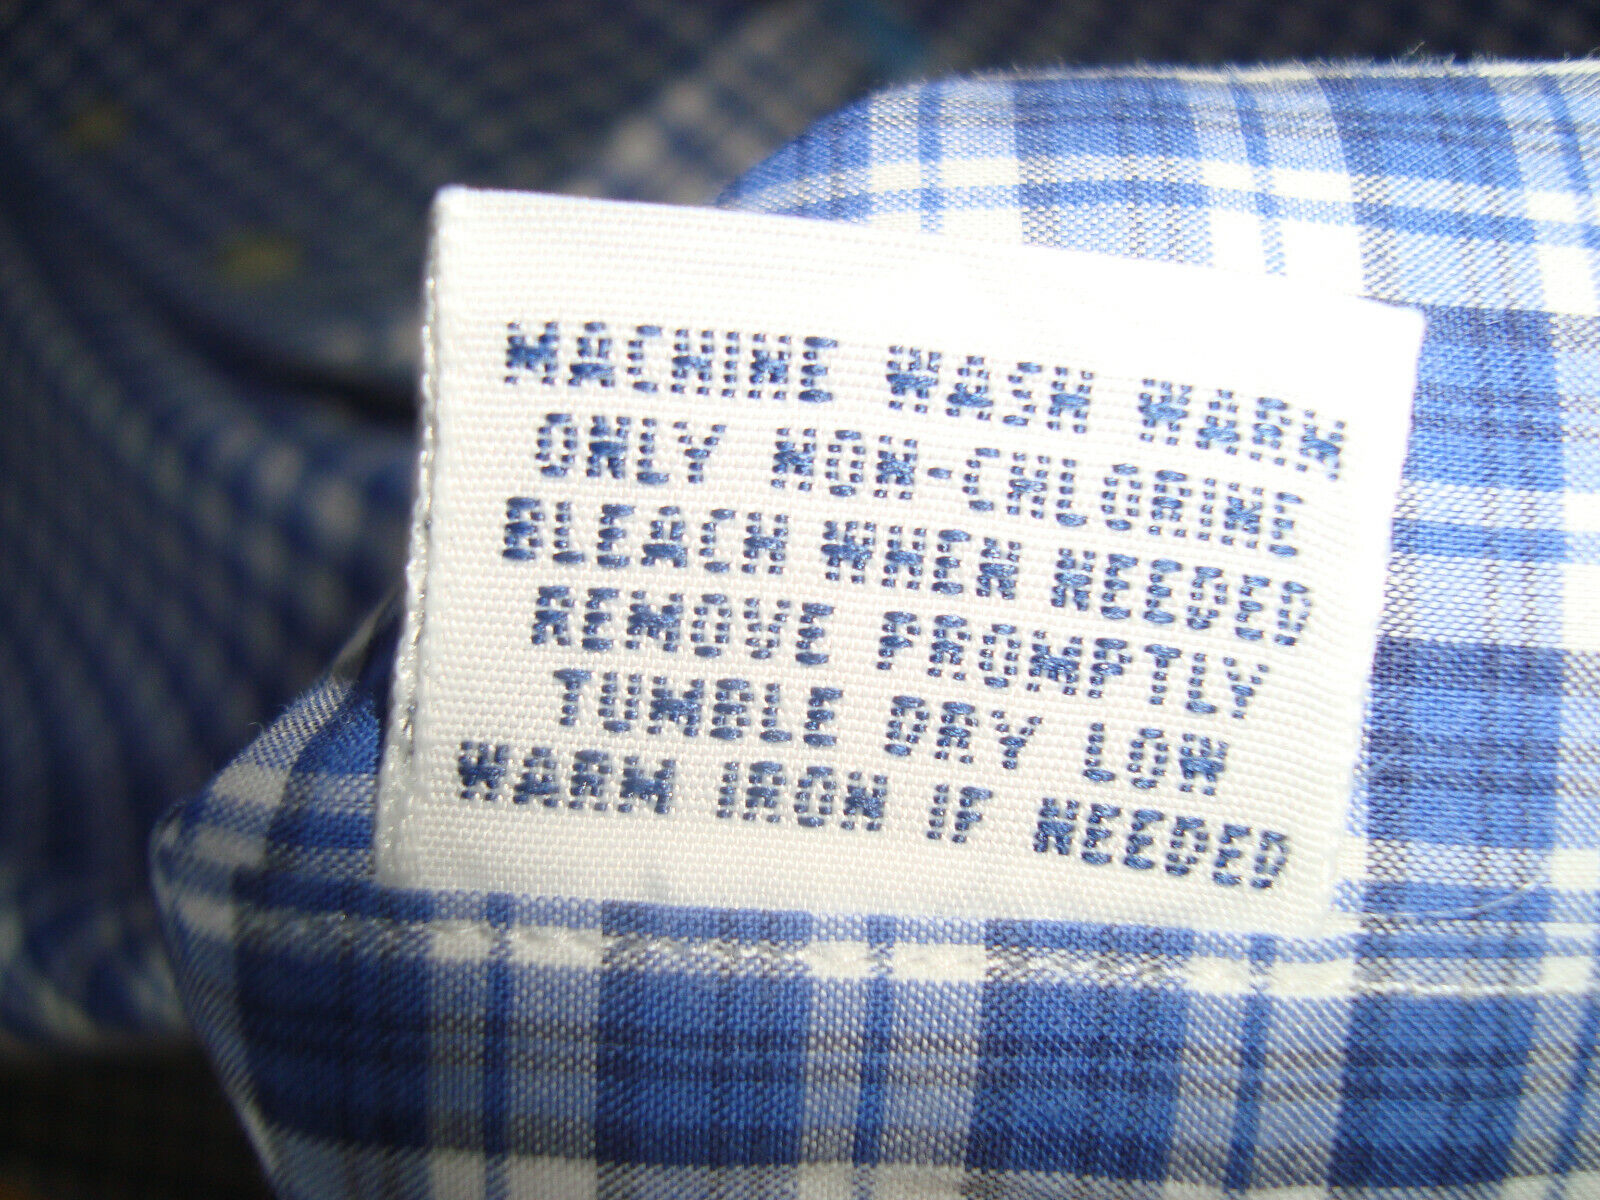 MACHINE WASH WARM
ONLY NON-CHLORINE
BLEACH WHEN NEEDED
REMOVE PROMPTLY
TUMBLE DRY LOW
WARM IRON IF NEEDED